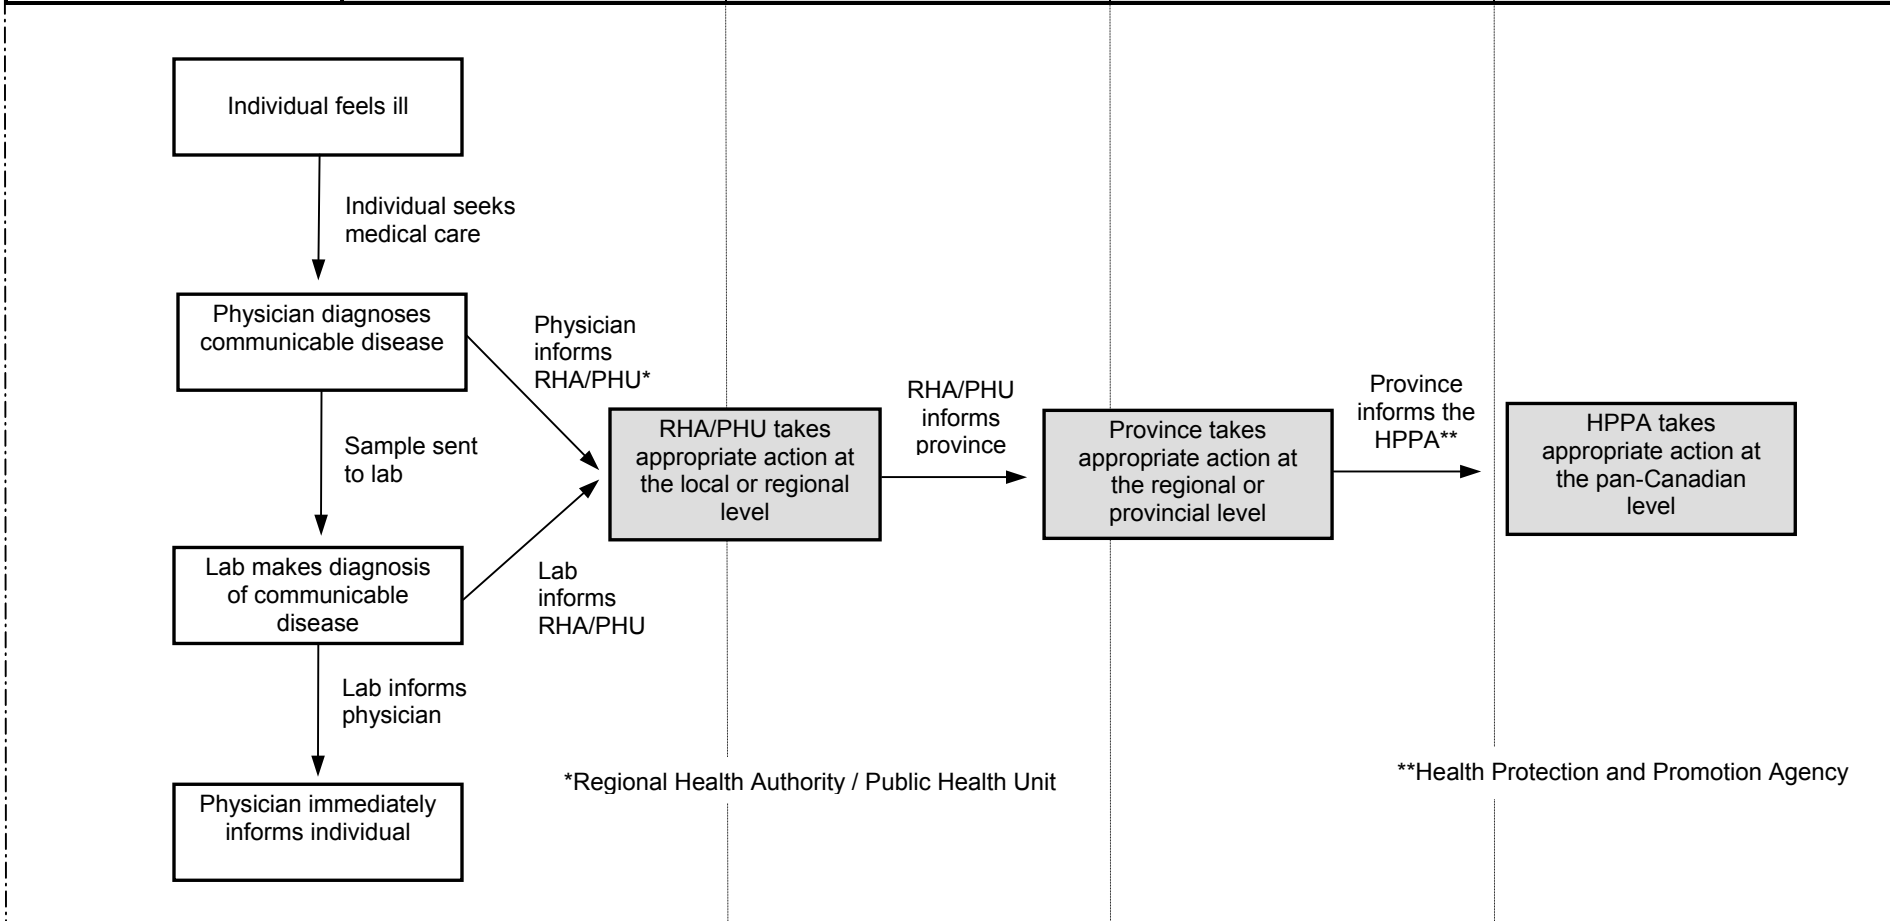 Individual feels ill
Individual seeks
medical care
Physician diagnoses
communicable disease
Physician
informs
RHA/PHU*
Sample sent
to lab
Lab makes diagnosis
of communicable
disease
Lab
informs
RHA/PHU
Lab informs
physician
Physician immediately
informs individual
RHA/PHU takes
appropriate action at
the local or regional
level
RHA/PHU
informs
province
Province takes
appropriate action at
the regional or
provincial level
Province
informs the
HPPA**
HPPA takes
appropriate action at
the pan-Canadian
level
*Regional Health Authority / Public Health Unit
**Health Protection and Promotion Agency